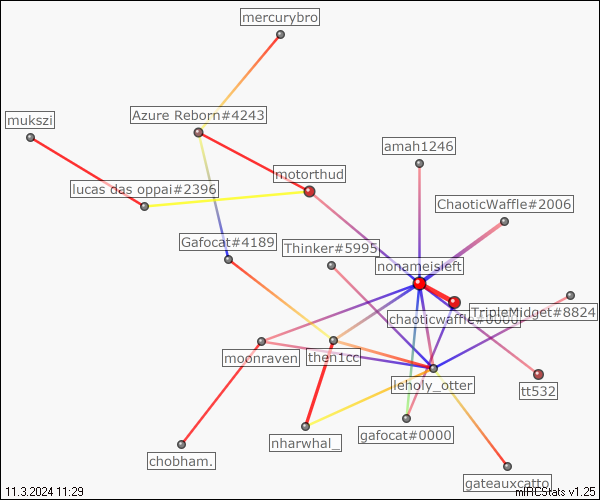 mercurybro
Azure Reborn#4243
mukszi
amah1246
motorthud
lucas das oppai#2396
ChaoticWaffle#2006
Gafocat#4189
Thinker#5995
nonameisleft
TripleMidget#8824
chaoticwaffle#0000
moonraven
then1cc
leholy_otter
tt532
nharwhal_
gafocat#0000
chobham.
gateauxcatto
11.3.2024 11:29
mIRCStats v1.25